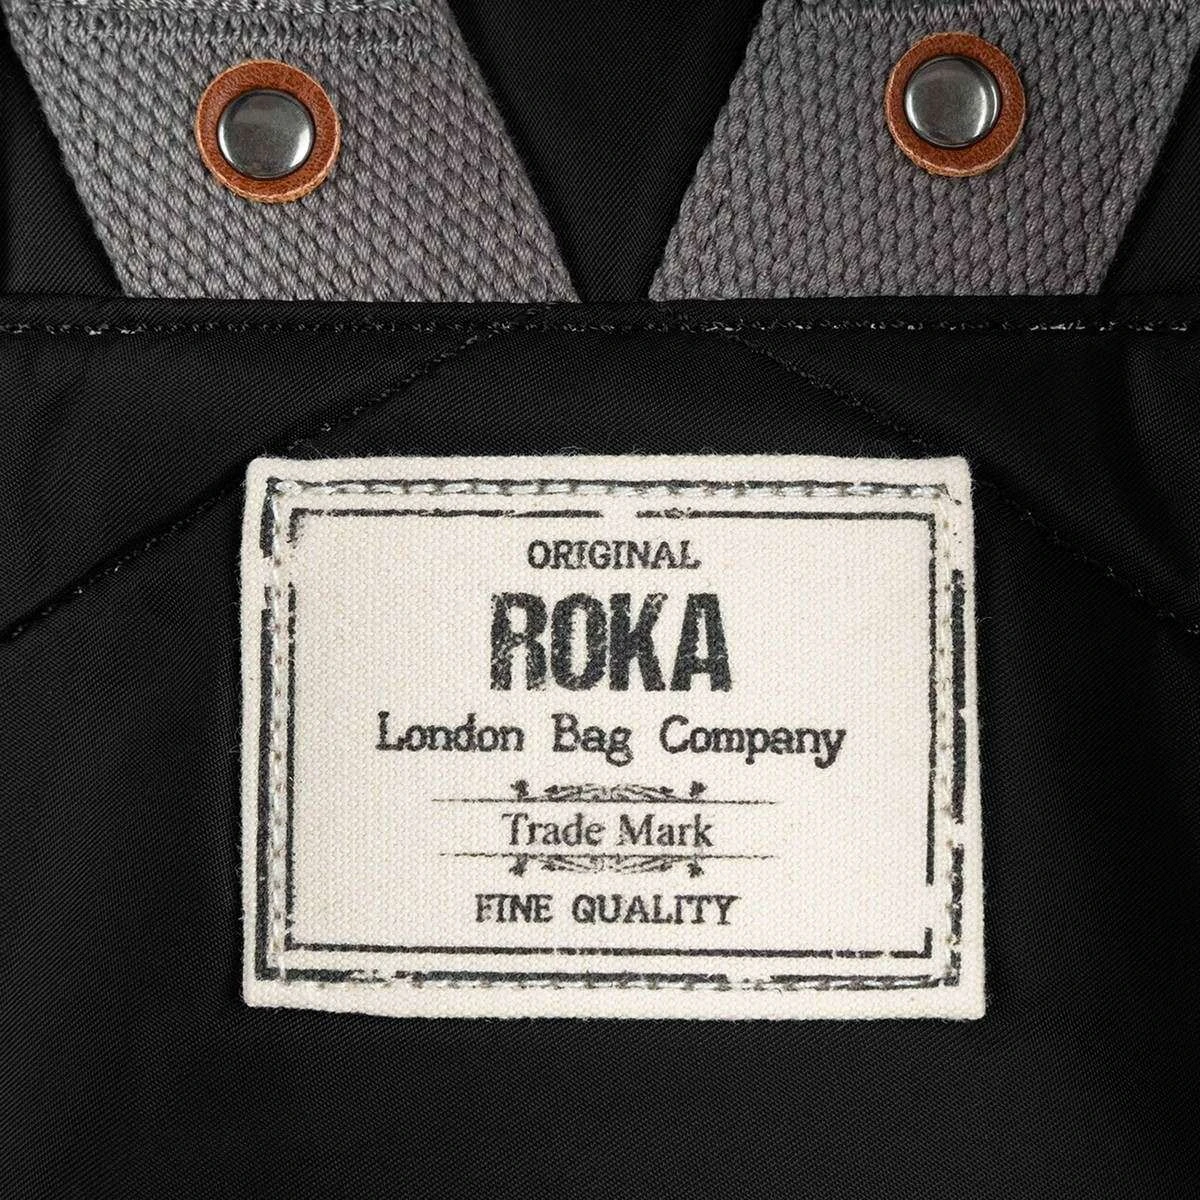 ORIGINAL
ROKA
London Bag Company
Trade Mark
FINE QUALITY